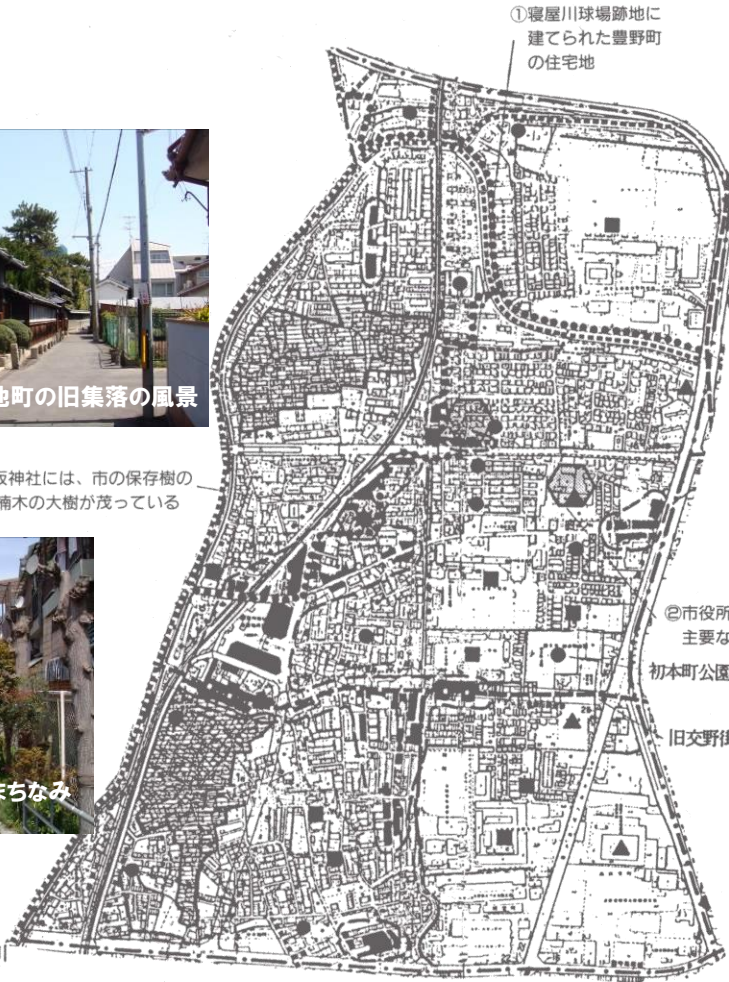 ①寝屋川球場跡地に
建てられた豊野町
の住宅地
町の旧集落の風景
神社には、市の保存樹の
楠木の大樹が茂っている
②市役所
主要な
初本町公園
旧交野街
まちなみ
川